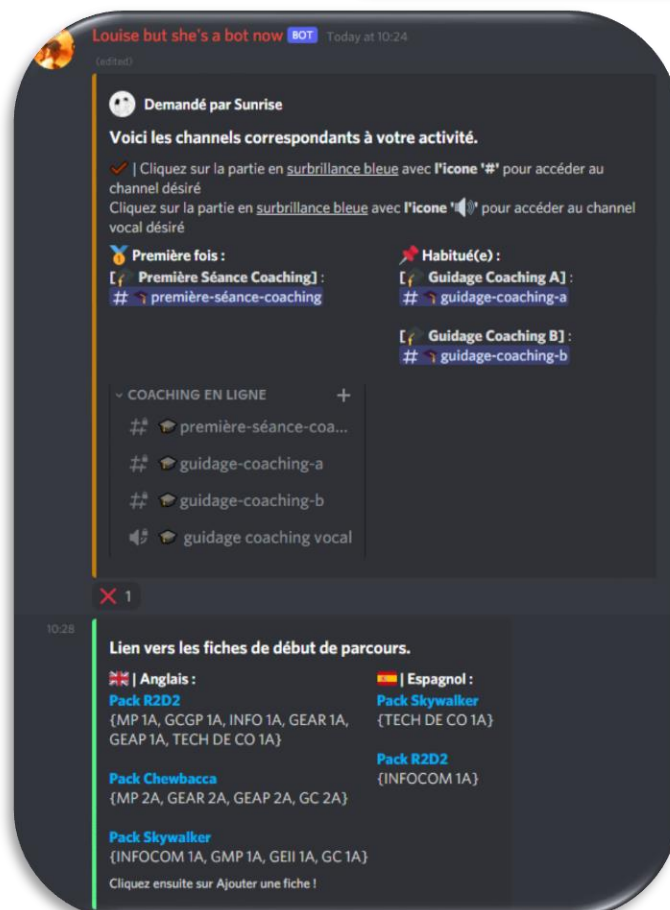 Louise but she's a bot now BOT Today at 10:24
(edited)
Demandé par Sunrise
Voici les channels correspondants à votre activité.
| Cliquez sur la partie en surbrillance bleue avec l'icone '#' pour accéder au
channel désiré
Cliquez sur la partie en surbrillance bleue avec l'icone '🔊' pour accéder au channel
vocal désiré
Première fois :
[🎓 Première Séance Coaching] :
# première-séance-coaching
Habitué(e) :
[🎓 Guidage Coaching A] :
# guidage-coaching-a
[🎓 Guidage Coaching B] :
# guidage-coaching-b
COACHING EN LIGNE +
# première-séance-coa...
# guidage-coaching-a
# guidage-coaching-b
guidage coaching vocal
1
10:28
Lien vers les fiches de début de parcours.
| Anglais :
Pack R2D2
{MP 1A, GCGP 1A, INFO 1A, GEAR 1A,
GEAP 1A, TECH DE CO 1A}
Pack Chewbacca
{MP 2A, GEAR 2A, GEAP 2A, GC 2A}
Pack Skywalker
{INFOCOM 1A, GMP 1A, GEII 1A, GC 1A}
| Espagnol :
Pack Skywalker
{TECH DE CO 1A}
Pack R2D2
{INFOCOM 1A}
Cliquez ensuite sur Ajouter une fiche !